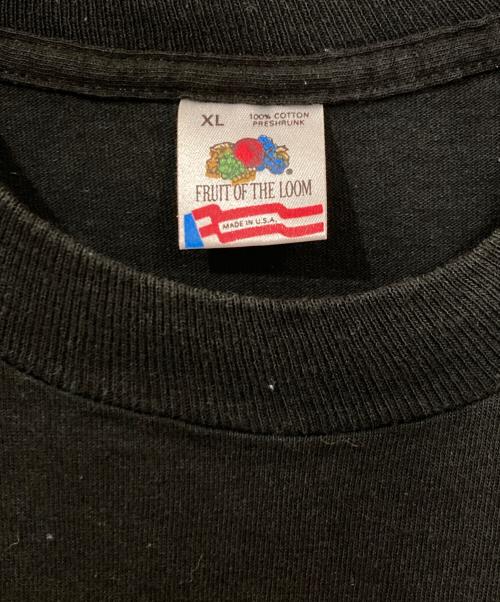 XL
100% COTTON
PRESHRUNK
®
FRUIT OF THE LOOM
MADE IN U.S.A.